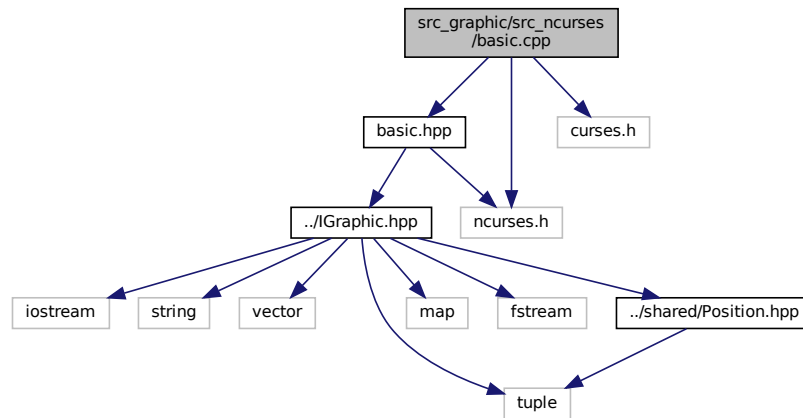 src_graphic/src_ncurses
/basic.cpp
basic.hpp
curses.h
../IGraphic.hpp
ncurses.h
iostream
string
vector
map
fstream
../shared/Position.hpp
tuple